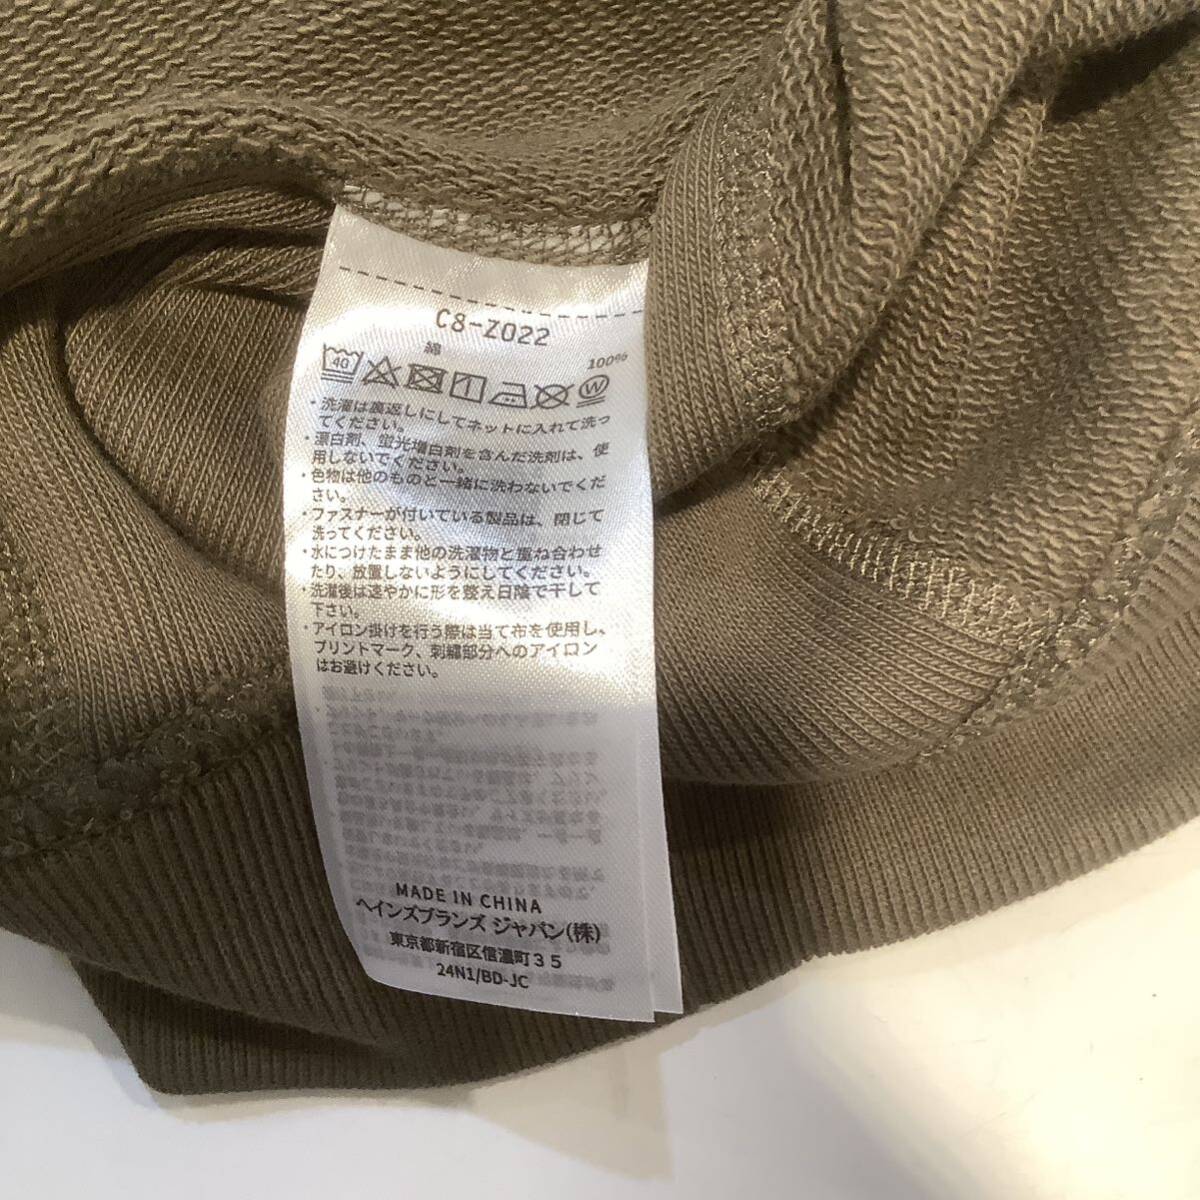 C8-Z022
綿
100%
40
W
・洗濯は裏返しにしてネットに入れて洗っ
てください。
・漂白剤、蛍光増白剤を含んだ洗剤は、使
用しないでください。
・色物は他のものと一緒に洗わないでくだ
さい。
・ファスナーが付いている製品は、閉じて
洗ってください。
・水につけたまま他の洗濯物と重ね合わせ
たり、放置しないようにしてください。
・洗濯後は速やかに形を整え日陰で干して
下さい。
・アイロン掛けを行う際は当て布を使用し、
プリントマーク、刺繍部分へのアイロン
はお避けください。
MADE IN CHINA
ヘインズブランズ ジャパン(株)
東京都新宿区信濃町３５
24N1/BD-JC